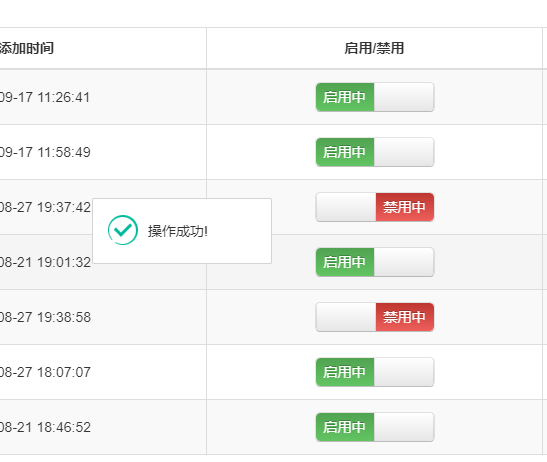 添加时间 启用/禁用
09-17 11:26:41 启用中
09-17 11:58:49 启用中
08-27 19:37:42 禁用中
操作成功!
08-21 19:01:32 启用中
08-27 19:38:58 禁用中
08-27 18:07:07 启用中
08-21 18:46:52 启用中